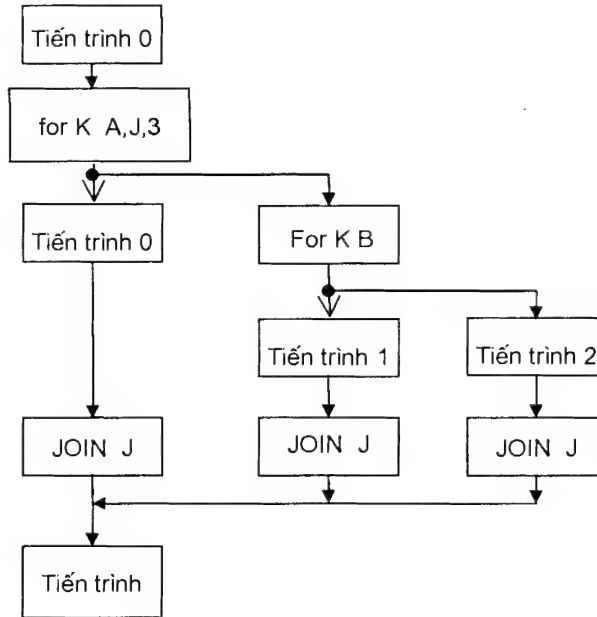 Tiến trình 0
for K A,J,3
Tiến trình 0
For K B
Tiến trình 1
Tiến trình 2
JOIN J
JOIN J
JOIN J
Tiến trình